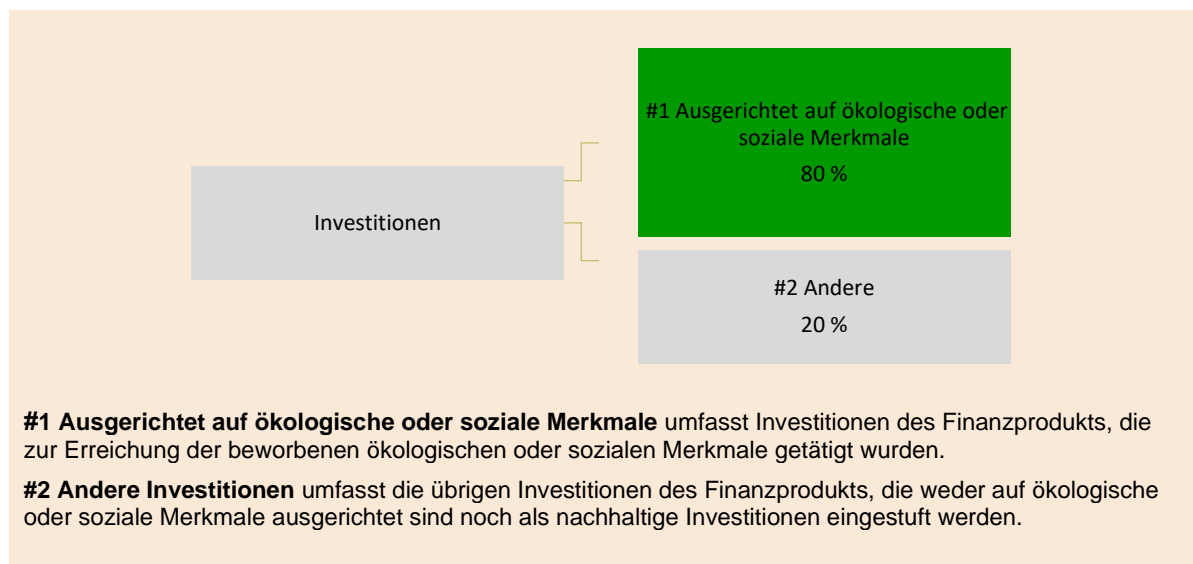 #1 Ausgerichtet auf ökologische oder
soziale Merkmale
80 %
Investitionen
#2 Andere
20 %
#1 Ausgerichtet auf ökologische oder soziale Merkmale umfasst Investitionen des Finanzprodukts, die
zur Erreichung der beworbenen ökologischen oder sozialen Merkmale getätigt wurden.
#2 Andere Investitionen umfasst die übrigen Investitionen des Finanzprodukts, die weder auf ökologische
oder soziale Merkmale ausgerichtet sind noch als nachhaltige Investitionen eingestuft werden.